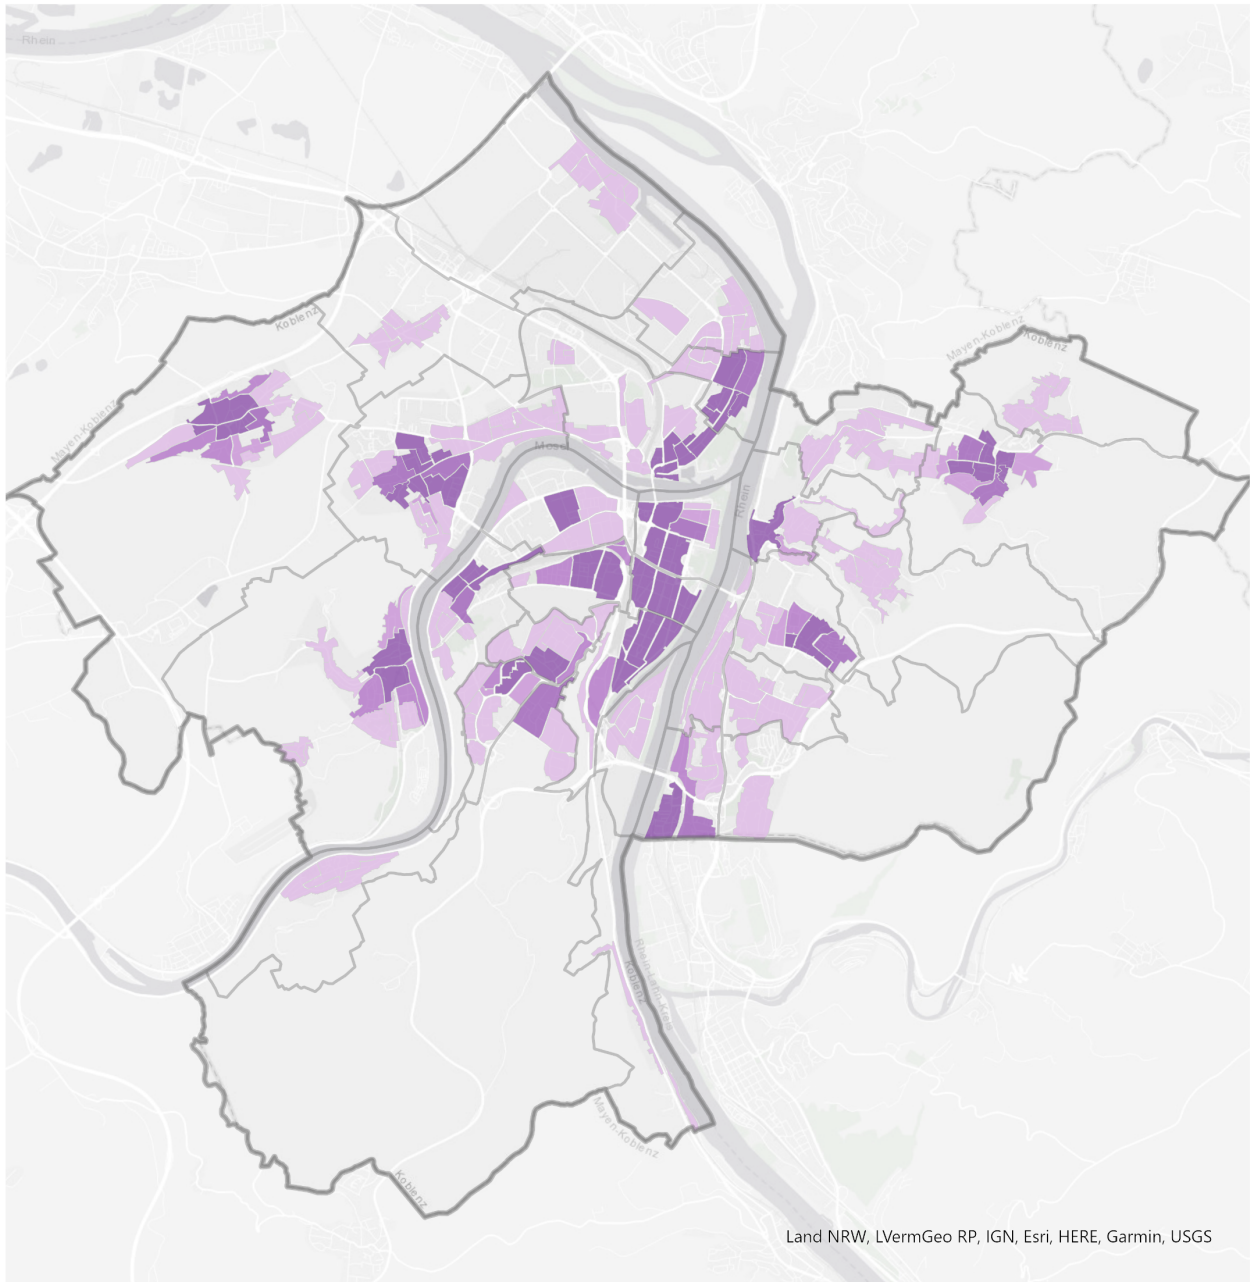 Rhein
Koblenz
Mayen-Koblenz
Koblenz
Mayen-Koblenz
Mosel
Rhein
Rhein-Lahn-Kreis
Koblenz
Mayen-Koblenz
Koblenz
Land NRW, LVermGeo RP, IGN, Esri, HERE, Garmin, USGS